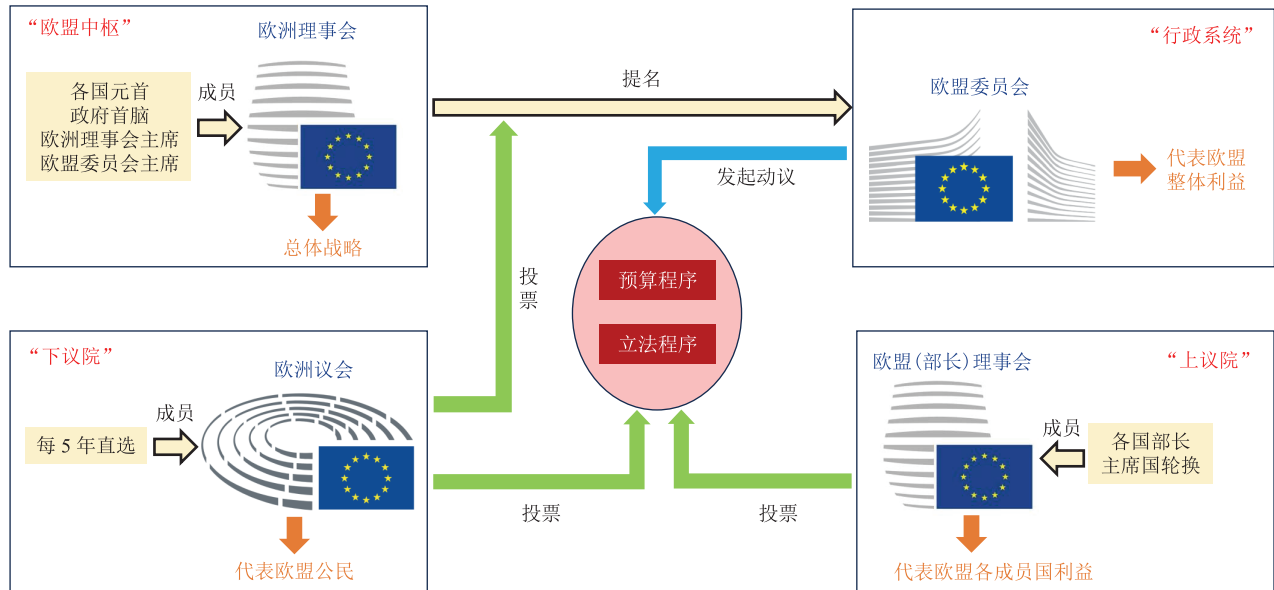 “欧盟中枢”
欧洲理事会
各国元首
政府首脑
欧洲理事会主席
欧盟委员会主席
成员
总体战略
提名
“行政系统”
欧盟委员会
代表欧盟
整体利益
发起动议
投
票
预算程序
立法程序
“下议院”
欧洲议会
每 5 年直选
成员
代表欧盟公民
投票
投票
欧盟(部长)理事会
“上议院”
成员
各国部长
主席国轮换
代表欧盟各成员国利益